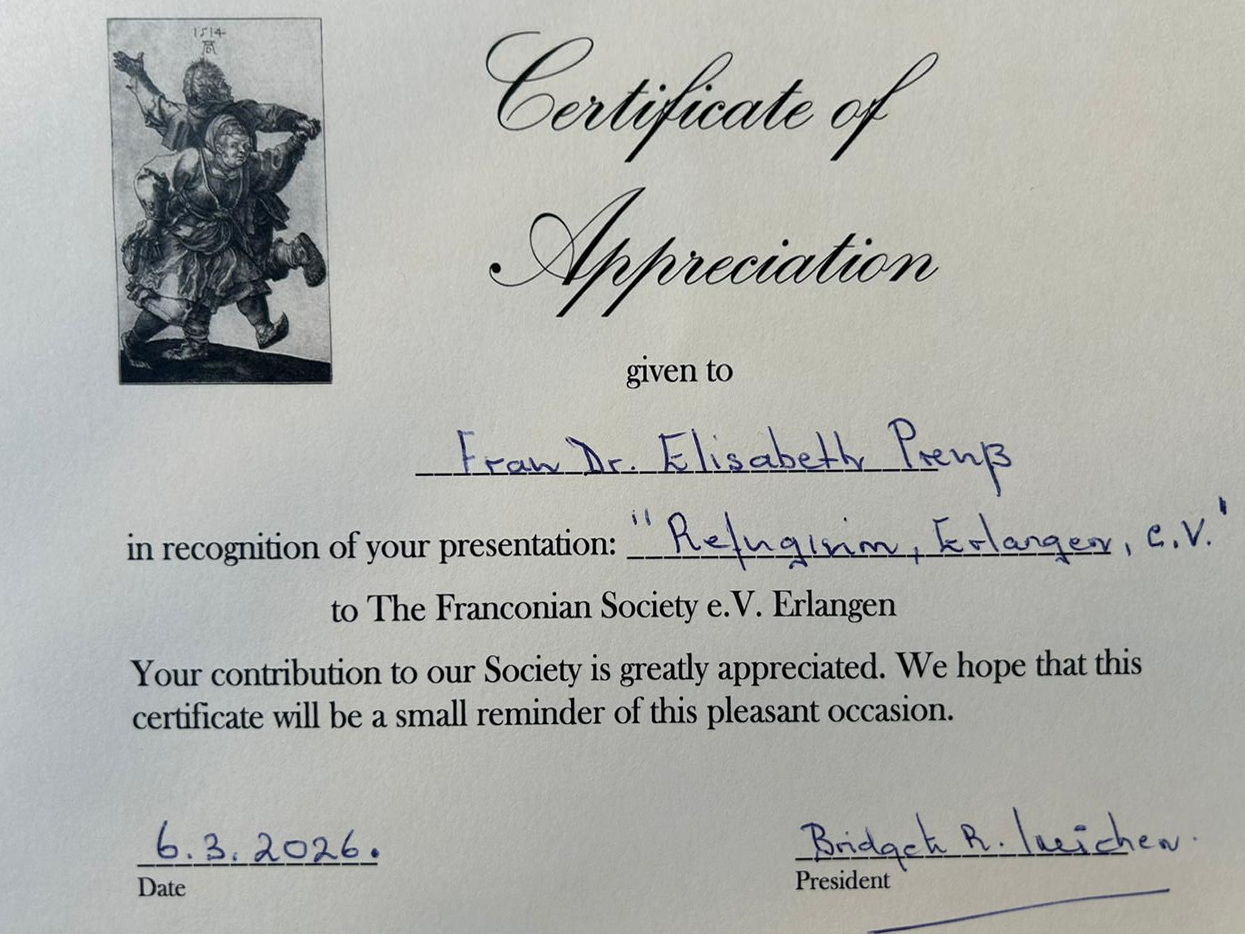 1514
Certificate of
Appreciation
given to
Frau Dr. Elisabeth Preuß
in recognition of your presentation: "Refugium, Erlangen, e.V."
to The Franconian Society e.V. Erlangen
Your contribution to our Society is greatly appreciated. We hope that this
certificate will be a small reminder of this pleasant occasion.
6.3.2026.
Date
R.
President